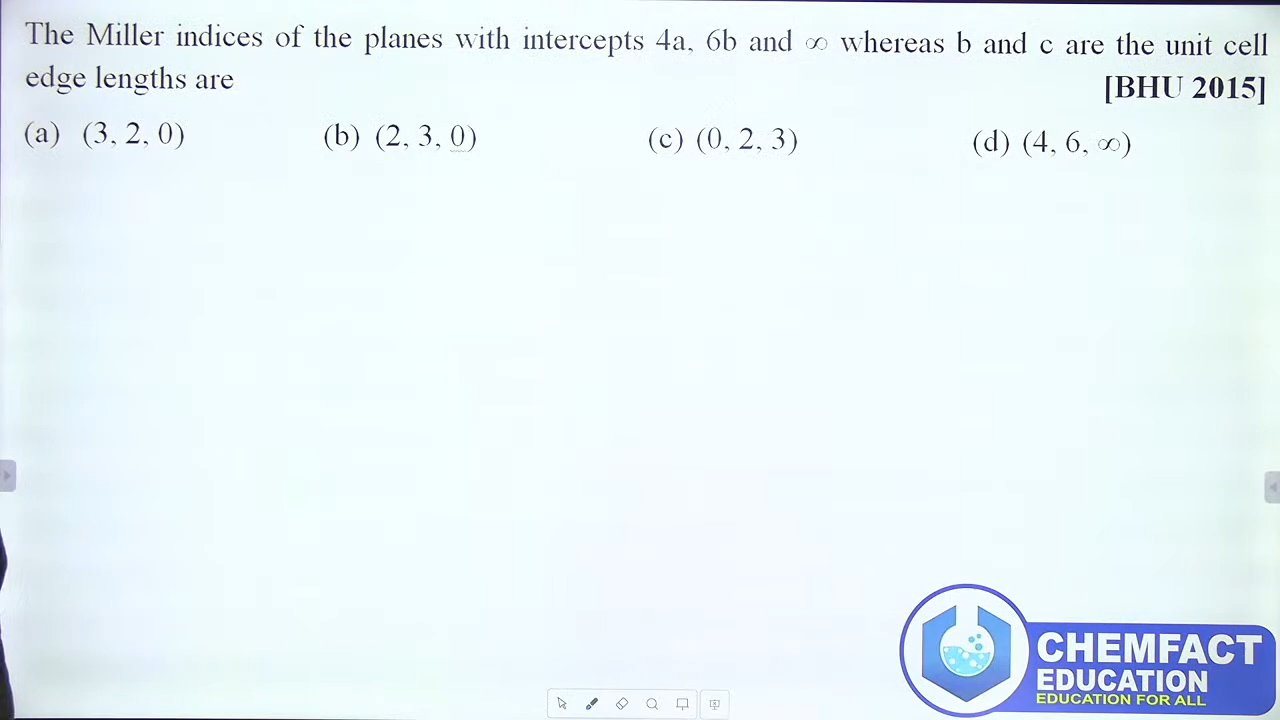 The Miller indices of the planes with intercepts 4a, 6b and ∞ whereas b and c are the unit cell
edge lengths are [BHU 2015]
(a) (3, 2, 0) (b) (2, 3, 0) (c) (0, 2, 3) (d) (4, 6, ∞)
CHEMFACT
EDUCATION
EDUCATION FOR ALL